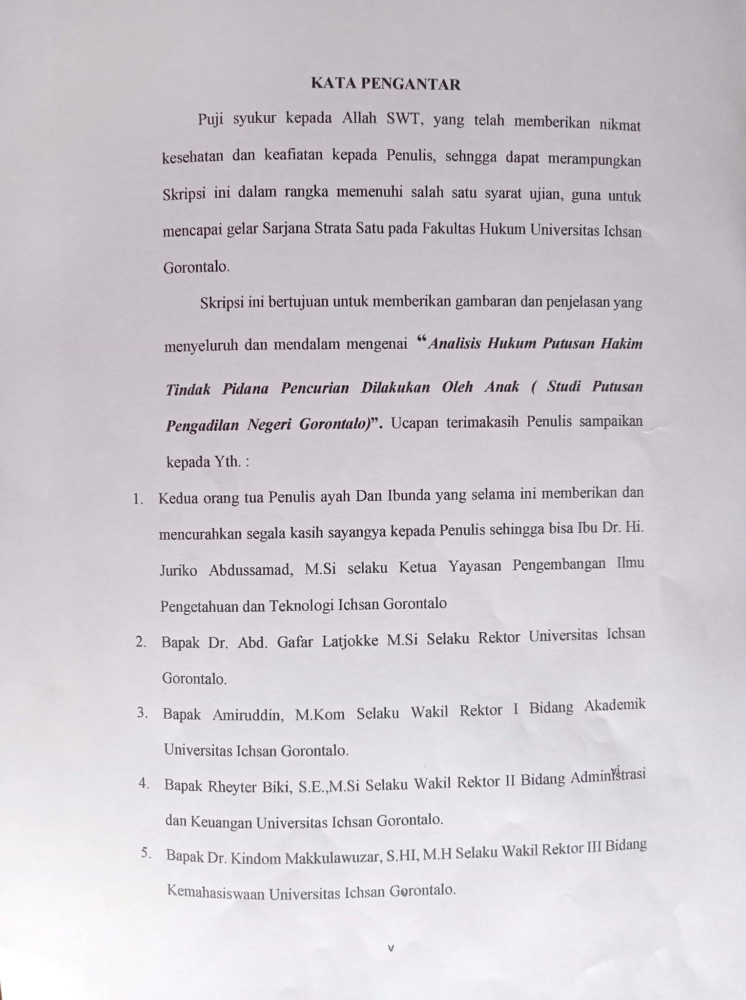 KATA PENGANTAR
Puji syukur kepada Allah SWT, yang telah memberikan nikmat
kesehatan dan keafiatan kepada Penulis, sehngga dapat merampungkan
Skripsi ini dalam rangka memenuhi salah satu syarat ujian, guna untuk
mencapai gelar Sarjana Strata Satu pada Fakultas Hukum Universitas Ichsan
Gorontalo.
Skripsi ini bertujuan untuk memberikan gambaran dan penjelasan yang
menyeluruh dan mendalam mengenai “Analisis Hukum Putusan Hakim
Tindak Pidana Pencurian Dilakukan Oleh Anak ( Studi Putusan
Pengadilan Negeri Gorontalo)”. Ucapan terimakasih Penulis sampaikan
kepada Yth. :
1. Kedua orang tua Penulis ayah Dan Ibunda yang selama ini memberikan dan
mencurahkan segala kasih sayangya kepada Penulis sehingga bisa Ibu Dr. Hi.
Juriko Abdussamad, M.Si selaku Ketua Yayasan Pengembangan Ilmu
Pengetahuan dan Teknologi Ichsan Gorontalo
2. Bapak Dr. Abd. Gafar Latjokke M.Si Selaku Rektor Universitas Ichsan
Gorontalo.
3. Bapak Amiruddin, M.Kom Selaku Wakil Rektor I Bidang Akademik
Universitas Ichsan Gorontalo.
4. Bapak Rheyter Biki, S.E.,M.Si Selaku Wakil Rektor II Bidang Administrasi
vi
dan Keuangan Universitas Ichsan Gorontalo.
5. Bapak Dr. Kindom Makkulawuzar, S.HI, M.H Selaku Wakil Rektor III Bidang
Kemahasiswaan Universitas Ichsan Gorontalo.
v